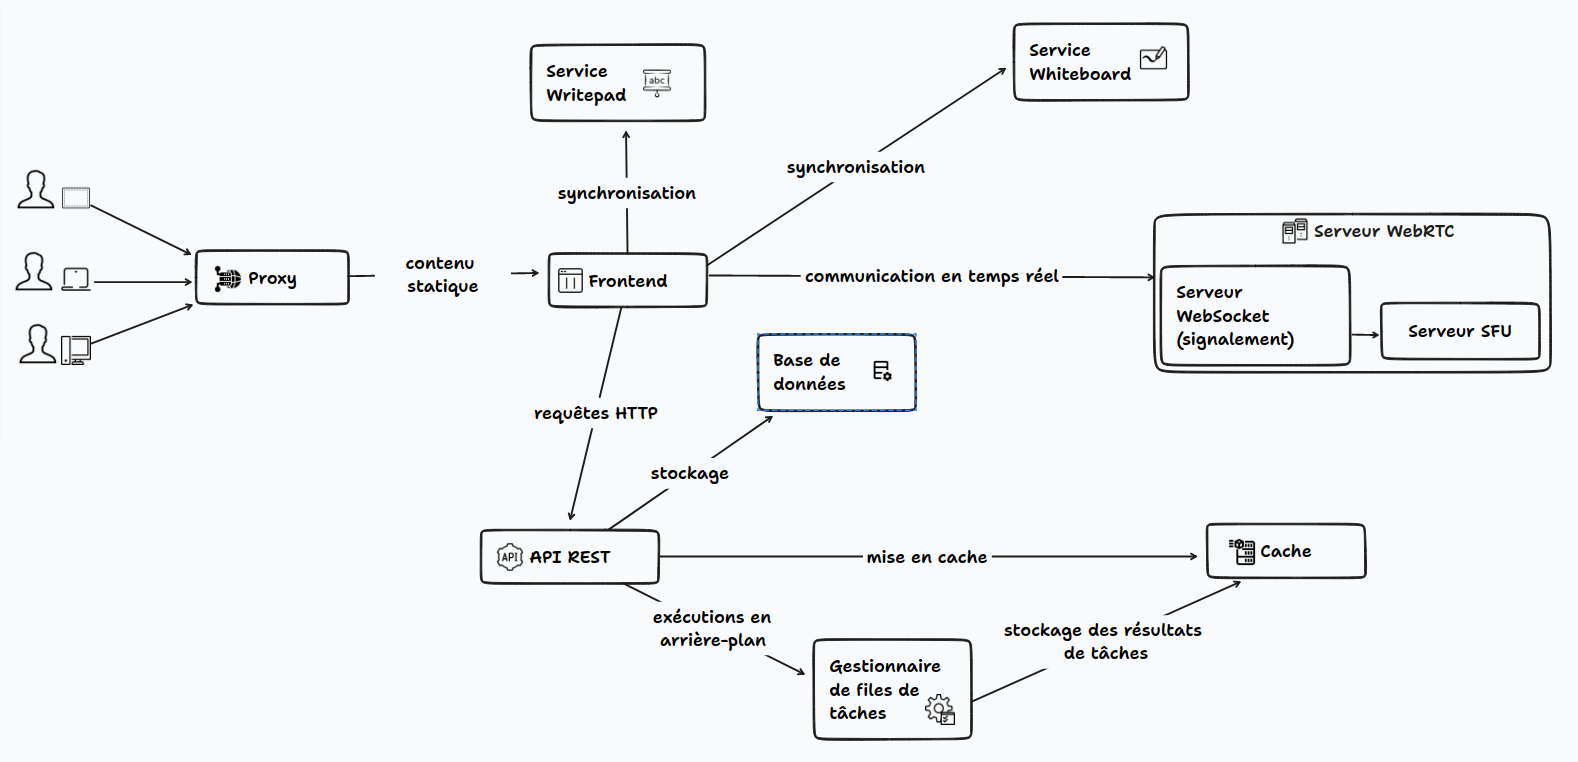 Service
Whiteboard
Service
Writepad
abc
synchronisation
synchronisation
Serveur WebRTC
Proxy
contenu
statique
Frontend
communication en temps réel
Serveur
WebSocket
(signalement)
Serveur SFU
Base de
données
requêtes HTTP
stockage
API
API REST
mise en cache
Cache
exécutions en
arrière-plan
stockage des résultats
de tâches
Gestionnaire
de files de
tâches